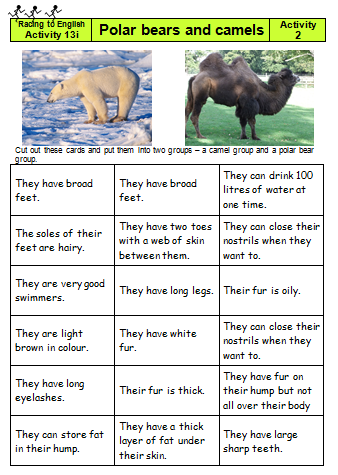 Racing to English
Activity 13i
Polar bears and camels
Activity
2
Cut out these cards and put them into two groups – a camel group and a polar bear
group.
They have broad
feet.
They have broad
feet.
They can drink 100
litres of water at
one time.
The soles of their
feet are hairy.
They have two toes
with a web of skin
between them.
They can close their
nostrils when they
want to.
They are very good
swimmers.
They have long legs.
Their fur is oily.
They are light
brown in colour.
They have white
fur.
They can close their
nostrils when they
want to.
They have long
eyelashes.
Their fur is thick.
They have fur on
their hump but not
all over their body
They can store fat
in their hump.
They have a thick
layer of fat under
their skin.
They have large
sharp teeth.